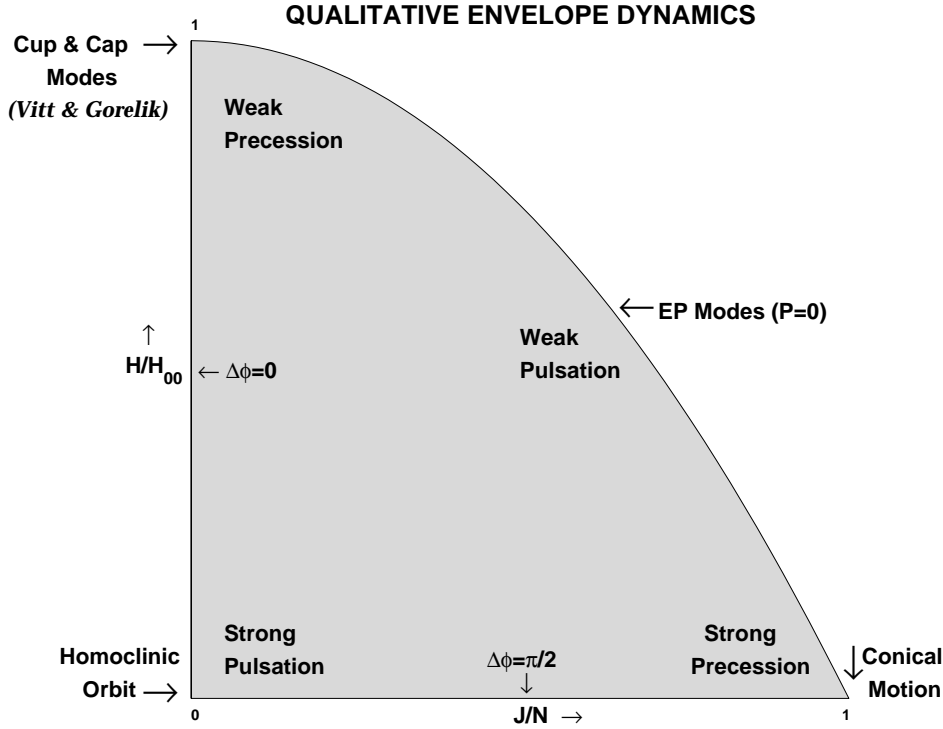 QUALITATIVE ENVELOPE DYNAMICS
1
Cup & Cap →
Modes
(Vitt & Gorelik)
Weak
Precession
← EP Modes (P=0)
Weak
Pulsation
↑
H/H00
← Δϕ=0
Strong
Pulsation
Δϕ=π/2
↓
Strong
Precession
Homoclinic
Orbit →
↓ Conical
Motion
0
J/N →
1